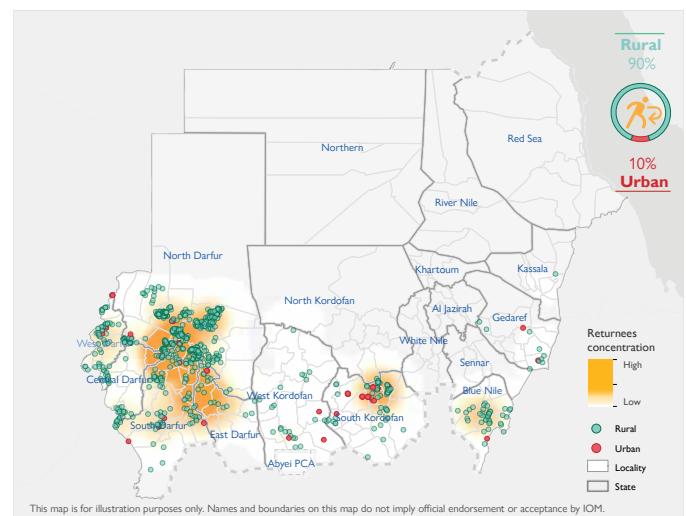 Rural
90%
10%
Urban
Northern
Red Sea
River Nile
North Darfur
Khartoum
Kassala
North Kordofan
Al Jazirah
Gedaref
White Nile
West Darfur
Sennar
Central Darfur
West Kordofan
Blue Nile
South Kordofan
South Darfur
East Darfur
Abyei PCA
Returnees
concentration
High
Low
Rural
Urban
Locality
State
This map is for illustration purposes only. Names and boundaries on this map do not imply official endorsement or acceptance by IOM.